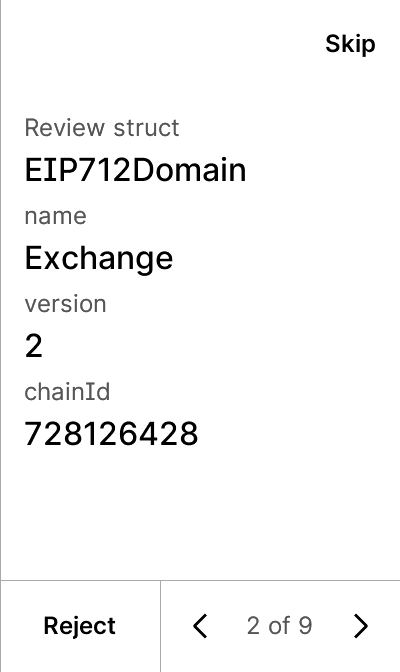 Skip
Review struct
EIP712Domain
name
Exchange
version
2
chainId
728126428
Reject
2 of 9